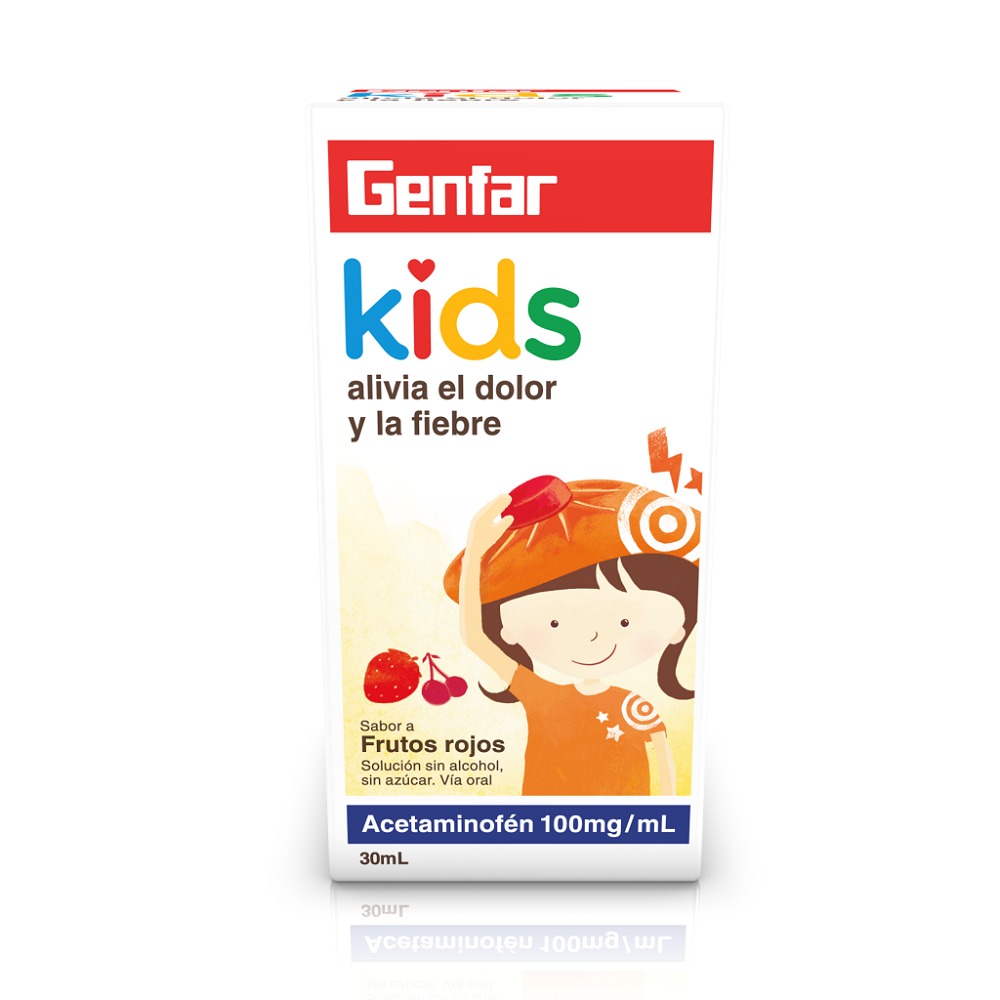 Genfar
kids
alivia el dolor
y la fiebre
Sabor a
Frutos rojos
Solución sin alcohol,
sin azúcar. Vía oral
Acetaminofén 100mg/mL
30mL